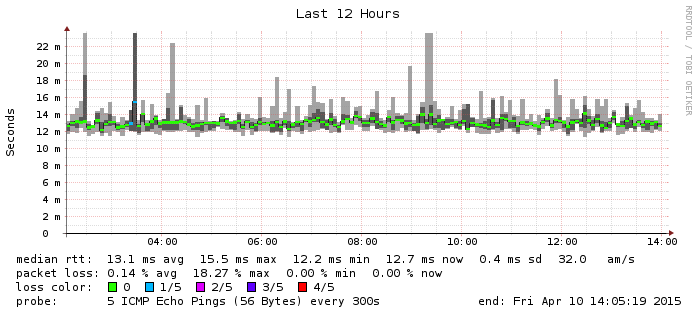 Last 12 Hours
RRDTOOL / TOBI OETIKER
Seconds
22 m
20 m
18 m
16 m
14 m
12 m
10 m
8 m
6 m
4 m
2 m
0
04:00 06:00 08:00 10:00 12:00 14:00
median rtt: 13.1 ms avg 15.5 ms max 12.2 ms min 12.7 ms now 0.4 ms sd 32.0 am/s
packet loss: 0.14 % avg 18.27 % max 0.00 % min 0.00 % now
loss color: 0 1/5 2/5 3/5 4/5
probe: 5 ICMP Echo Pings (56 Bytes) every 300s end: Fri Apr 10 14:05:19 2015